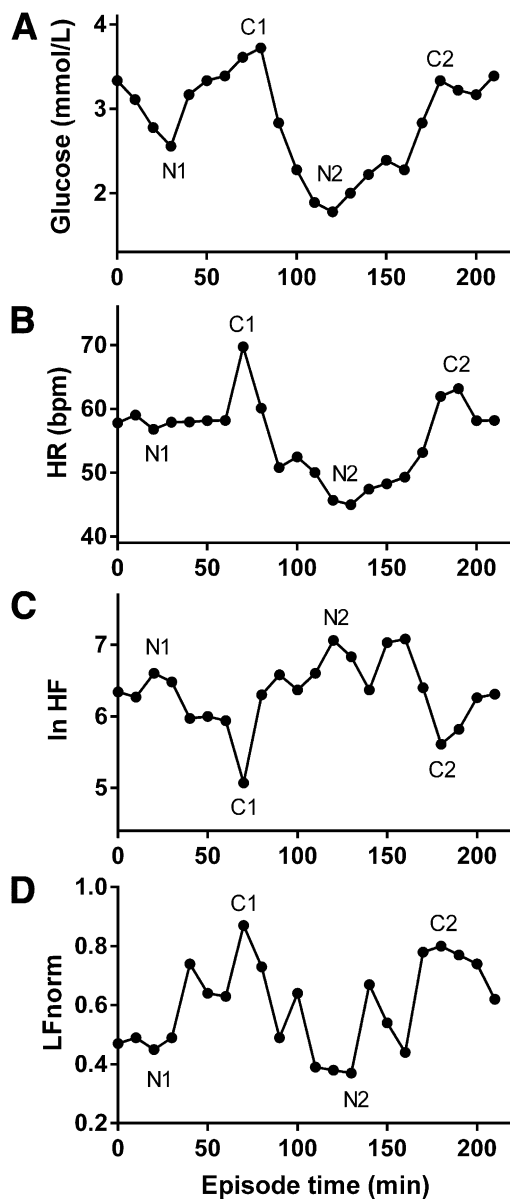 A
Glucose (mmol/L)
4
3
2
C1
C2
N1
N2
0 50 100 150 200
B
HR (bpm)
70
60
50
40
C1
C2
N1
N2
0 50 100 150 200
C
ln HF
7
6
5
N1
N2
C1
C2
0 50 100 150 200
D
LFnorm
1.0
0.8
0.6
0.4
0.2
C1
C2
N1
N2
0 50 100 150 200
Episode time (min)